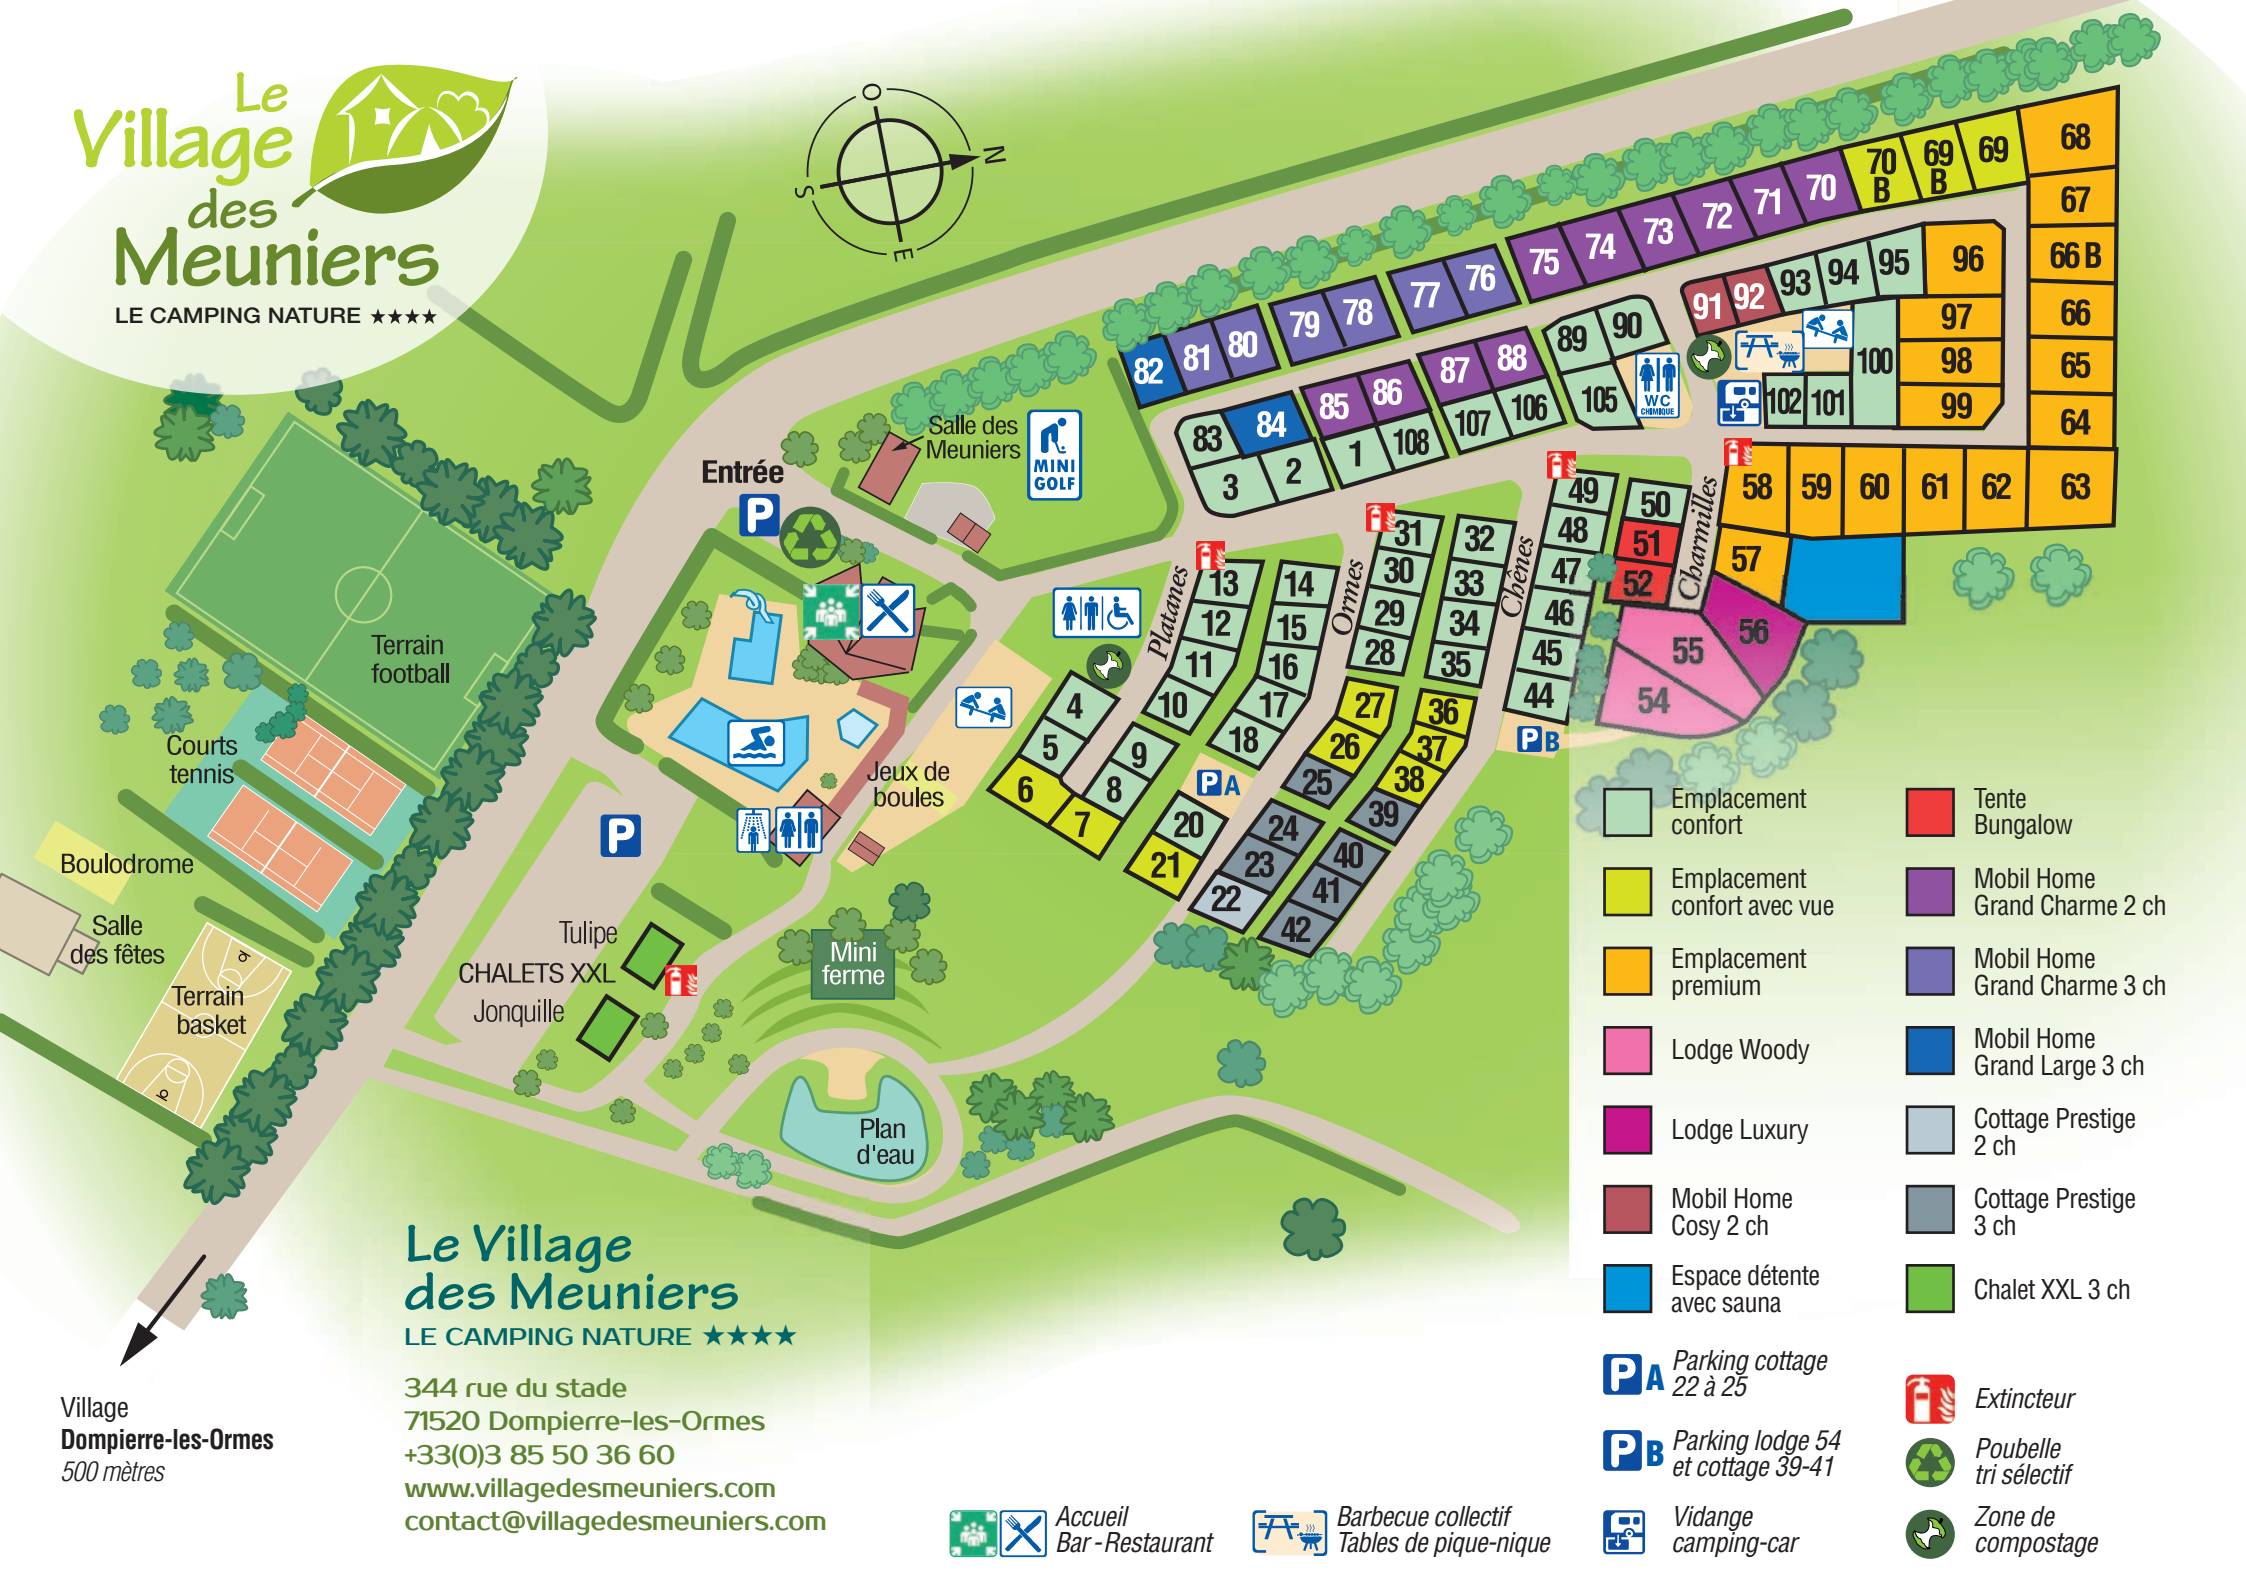 Le
Village
des
Meuniers
LE CAMPING NATURE ★★★★
O
N
S
E
Entrée
P
Salle des
Meuniers
MINI
GOLF
Terrain
football
Courts
tennis
Boulodrome
Salle
des fêtes
Terrain
basket
Jeux de
boules
P
Tulipe
CHALETS XXL
Jonquille
Mini
ferme
Plan
d'eau
68
67
66 B
66
65
64
63
69
69
B
70
B
70
71
72
73
74
75
76
77
78
79
80
81
82
83
84
85
86
87
88
89
90
91
92
93
94
95
96
97
98
99
100
101
102
105
106
107
108
1
2
3
WC
CHIMIQUE
58
59
60
61
62
57
56
55
54
Charmilles
50
51
52
49
48
47
46
45
44
P B
Chênes
32
33
34
35
36
37
38
39
40
41
42
31
30
29
28
27
26
25
24
23
22
Ormes
14
15
16
17
18
P A
20
21
13
12
11
10
9
8
7
Platanes
4
5
6
Emplacement
confort
Emplacement
confort avec vue
Emplacement
premium
Lodge Woody
Lodge Luxury
Mobil Home
Cosy 2 ch
Espace détente
avec sauna
P A Parking cottage
22 à 25
P B Parking lodge 54
et cottage 39-41
Vidange
camping-car
Tente
Bungalow
Mobil Home
Grand Charme 2 ch
Mobil Home
Grand Charme 3 ch
Mobil Home
Grand Large 3 ch
Cottage Prestige
2 ch
Cottage Prestige
3 ch
Chalet XXL 3 ch
Extincteur
Poubelle
tri sélectif
Zone de
compostage
Accueil
Bar - Restaurant
Barbecue collectif
Tables de pique-nique
Village
Dompierre-les-Ormes
500 mètres
Le Village
des Meuniers
LE CAMPING NATURE ★★★★
344 rue du stade
71520 Dompierre-les-Ormes
+33(0)3 85 50 36 60
www.villagedesmeuniers.com
contact@villagedesmeuniers.com